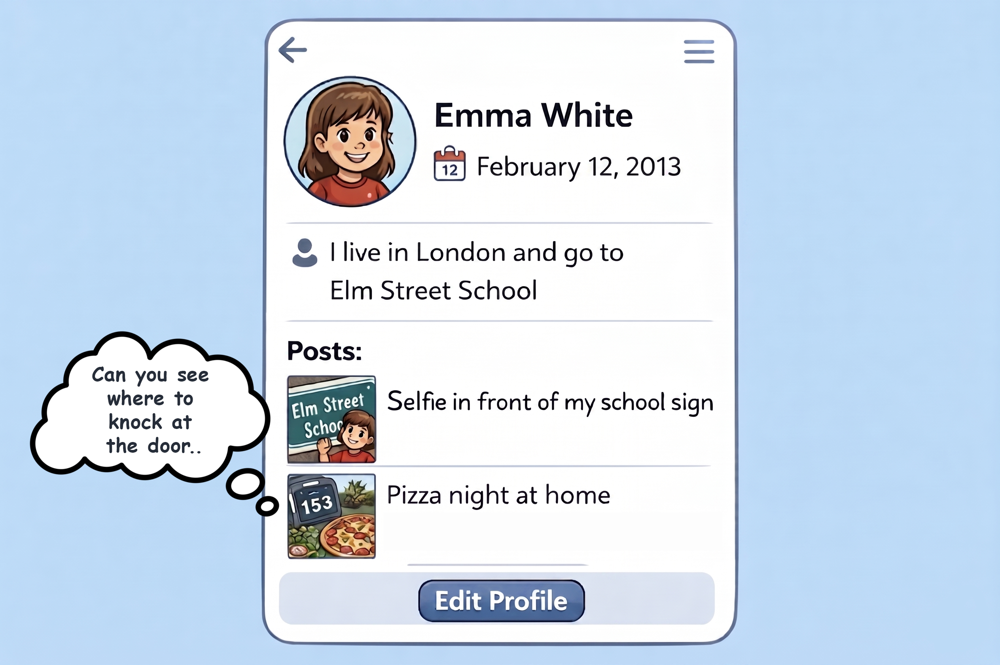 Emma White
12
February 12, 2013
I live in London and go to
Elm Street School
Posts:
Can you see
where to
knock at
the door..
Elm Street
Schoo
Selfie in front of my school sign
153
Pizza night at home
Edit Profile